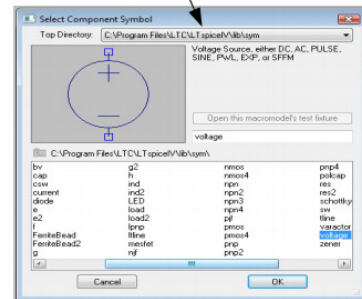 Select Component Symbol
Top Directory: C:\Program Files\LTC\LTspiceIV\lib\sym
Voltage Source, either DC, AC, PULSE,
SINE, PWL, EXP, or SFFM
Open this macromodel's test fixture
voltage
C:\Program Files\LTC\LTspiceIV\lib\sym\
bv g2 nmos pnp4
cap h nmos4 polcap
csw ind npn res
current ind2 npn2 res2
diode LED npn3 schottky
e load npn4 sw
e2 load2 pjf tline
f lpnp pmos varactor
FerriteBead ltline pmos4 voltage
FerriteBead2 mesfet pnp zener
g njf pnp2
Cancel OK